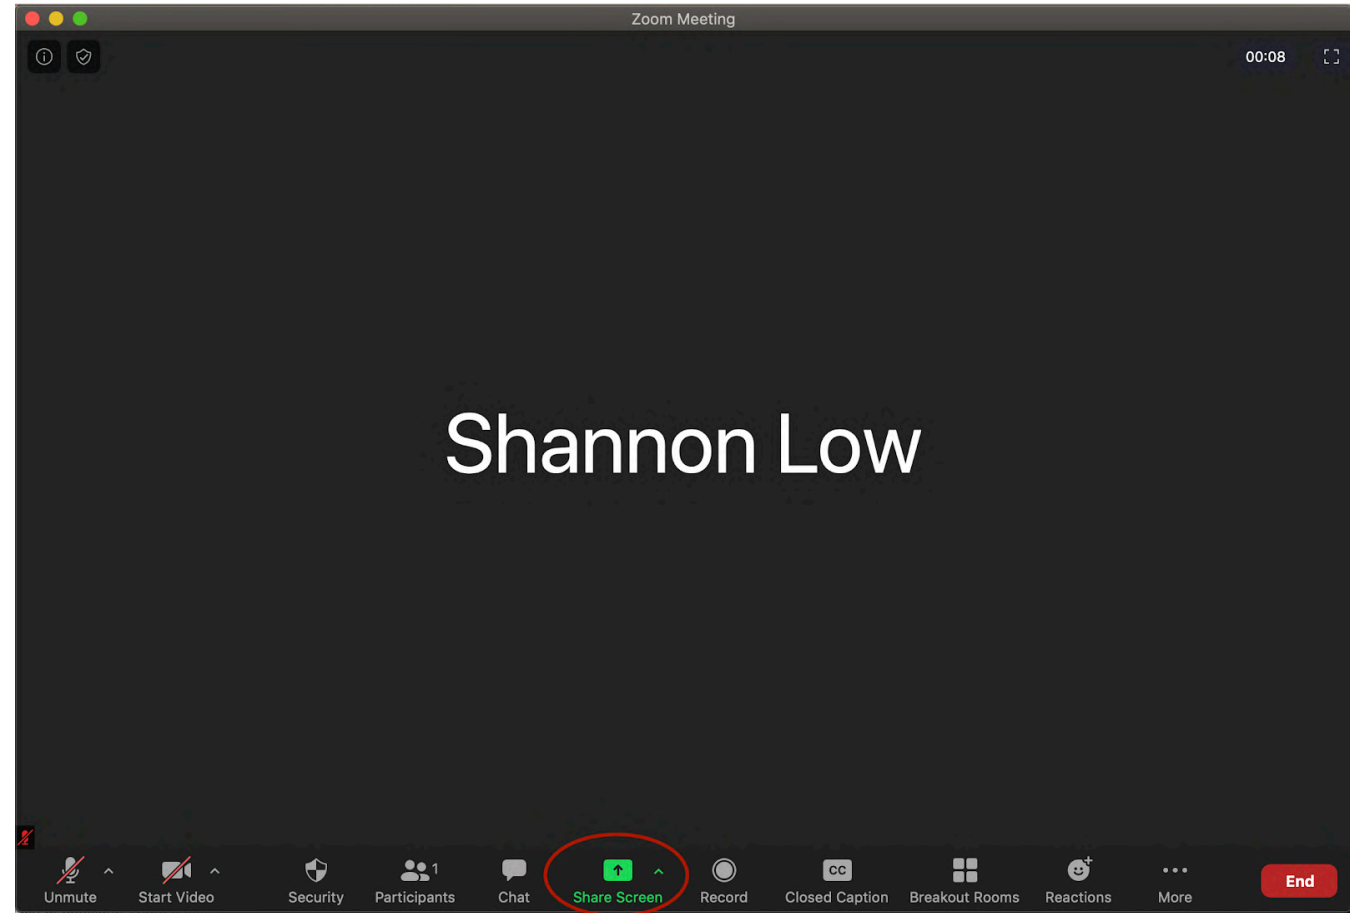 Zoom Meeting
00:08
Shannon Low
1
CC
Unmute
Start Video
Security
Participants
Chat
Share Screen
Record
Closed Caption
Breakout Rooms
Reactions
More
End